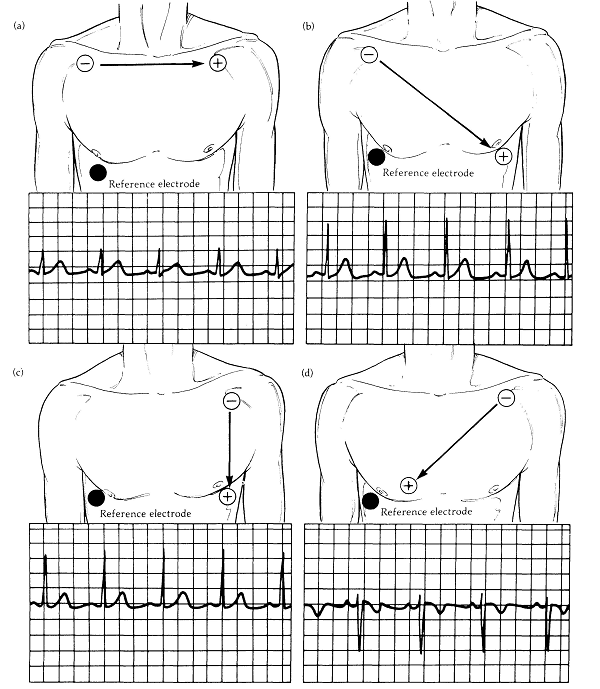 (a)
− +
Reference electrode
(b)
−
+
Reference electrode
(c)
−
+
Reference electrode
(d)
−
+
Reference electrode